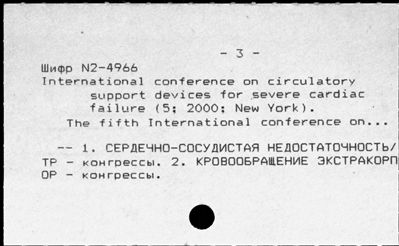 - 3 -
Шифр N2-4966
International conference on circulatory
support devices for severe cardiac
failure (5; 2000; New York).
The fifth International conference on...
-- 1. СЕРДЕЧНО-СОСУДИСТАЯ НЕДОСТАТОЧНОСТЬ/
ТР - конгрессы. 2. КРОВООБРАЩЕНИЕ ЭКСТРАКОРП
ОР - конгрессы.